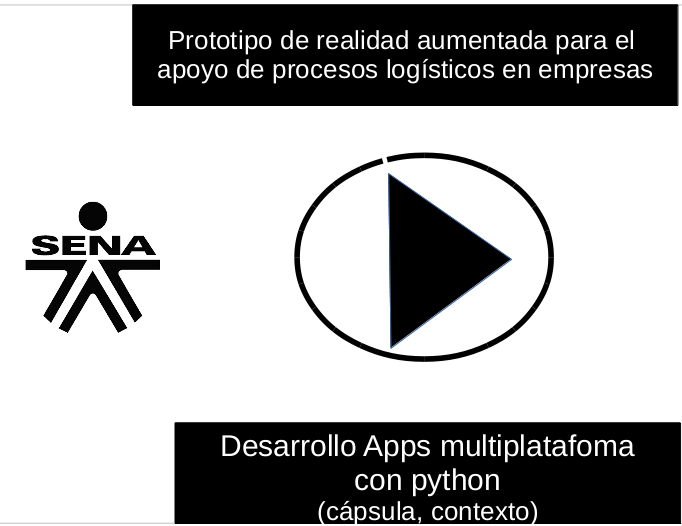 Prototipo de realidad aumentada para el
apoyo de procesos logísticos en empresas
SENA
Desarrollo Apps multiplatafoma
con python
(cápsula, contexto)